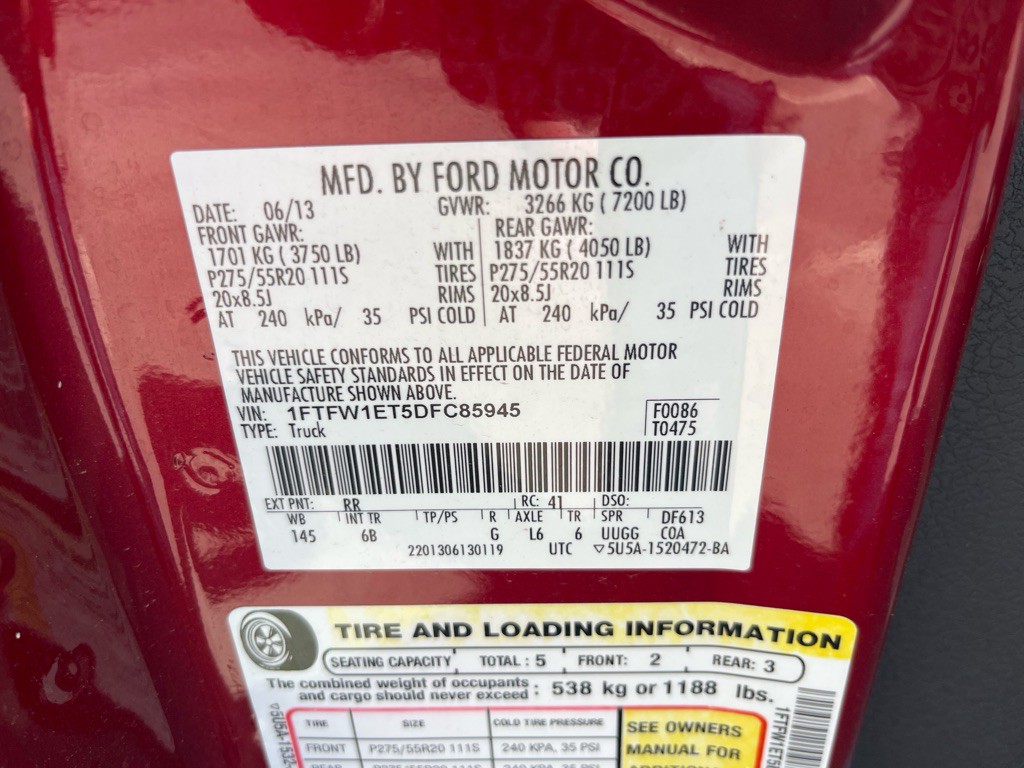 MFD. BY FORD MOTOR CO.
DATE: 06/13 GVWR: 3266 KG ( 7200 LB)
FRONT GAWR: REAR GAWR:
1701 KG ( 3750 LB) WITH 1837 KG ( 4050 LB) WITH
P275/55R20 111S TIRES P275/55R20 111S TIRES
20x8.5J RIMS 20x8.5J RIMS
AT 240 kPa/ 35 PSI COLD AT 240 kPa/ 35 PSI COLD
THIS VEHICLE CONFORMS TO ALL APPLICABLE FEDERAL MOTOR
VEHICLE SAFETY STANDARDS IN EFFECT ON THE DATE OF
MANUFACTURE SHOWN ABOVE.
VIN: 1FTFW1ET5DFC85945 F0086
TYPE: Truck T0475
EXT PNT: RR RC: 41 DSO:
WB INT TR TP/PS R AXLE TR SPR DF613
145 6B G L6 6 UUGG COA
2201306130119 UTC ▽5U5A-1520472-BA
TIRE AND LOADING INFORMATION
SEATING CAPACITY TOTAL : 5 FRONT: 2 REAR: 3
The combined weight of occupants
and cargo should never exceed : 538 kg or 1188 lbs.
TIRE SIZE COLD TIRE PRESSURE SEE OWNERS
FRONT P275/55R20 111S 240 KPA, 35 PSI MANUAL FOR